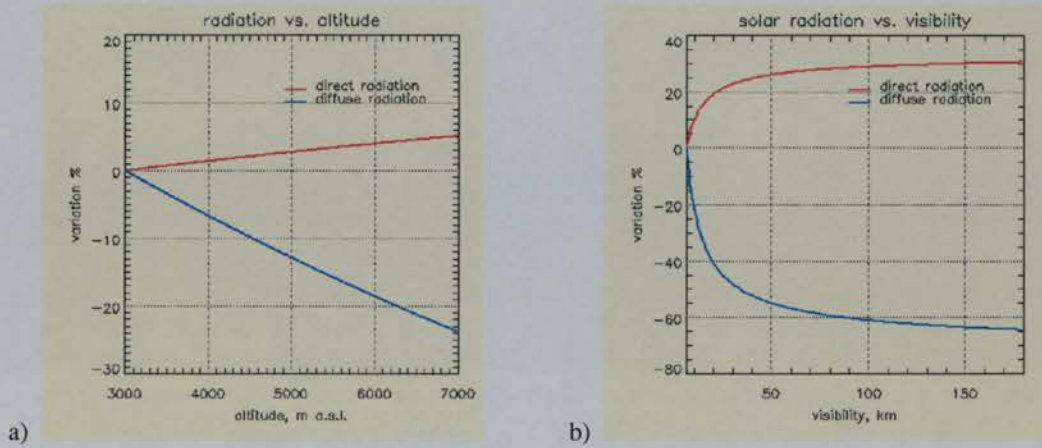 radiation vs. altitude
20
10
0
-10
-20
-30
variation %
direct radiation
diffuse radiation
3000 4000 5000 6000 7000
altitude, m a.s.l.
a)
solar radiation vs. visibility
40
20
0
-20
-40
-60
-80
variation %
direct radiation
diffuse radiation
50 100 150
visibility, km
b)